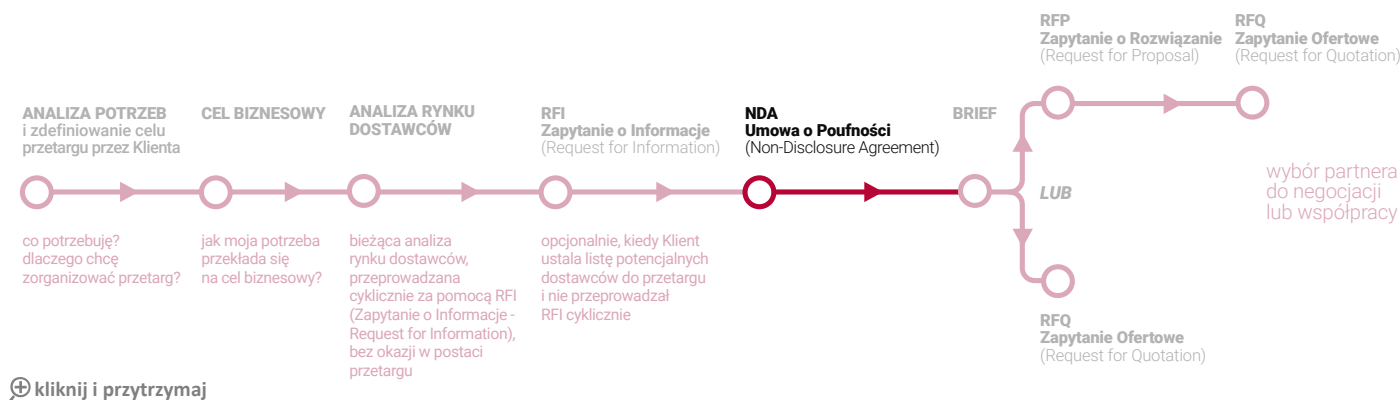 ANALIZA POTRZEB
i zdefiniowanie celu
przetargu przez Klienta
co potrzebuję?
dlaczego chcę
zorganizować przetarg?
CEL BIZNESOWY
jak moja potrzeba
przekłada się
na cel biznesowy?
ANALIZA RYNKU
DOSTAWCÓW
bieżąca analiza
rynku dostawców,
przeprowadzana
cyklicznie za pomocą RFI
(Zapytanie o Informacje -
Request for Information),
bez okazji w postaci
przetargu
RFI
Zapytanie o Informacje
(Request for Information)
opcjonalnie, kiedy Klient
ustala listę potencjalnych
dostawców do przetargu
i nie przeprowadzał
RFI cyklicznie
NDA
Umowa o Poufności
(Non-Disclosure Agreement)
BRIEF
RFP
Zapytanie o Rozwiązanie
(Request for Proposal)
RFQ
Zapytanie Ofertowe
(Request for Quotation)
LUB
wybór partnera
do negocjacji
lub współpracy
RFQ
Zapytanie Ofertowe
(Request for Quotation)
kliknij i przytrzymaj